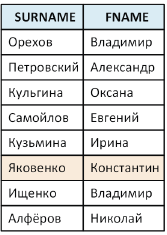 SURNAME FNAME
Орехов Владимир
Петровский Александр
Кульгина Оксана
Самойлов Евгений
Кузьмина Ирина
Яковенко Константин
Ищенко Владимир
Алфёров Николай